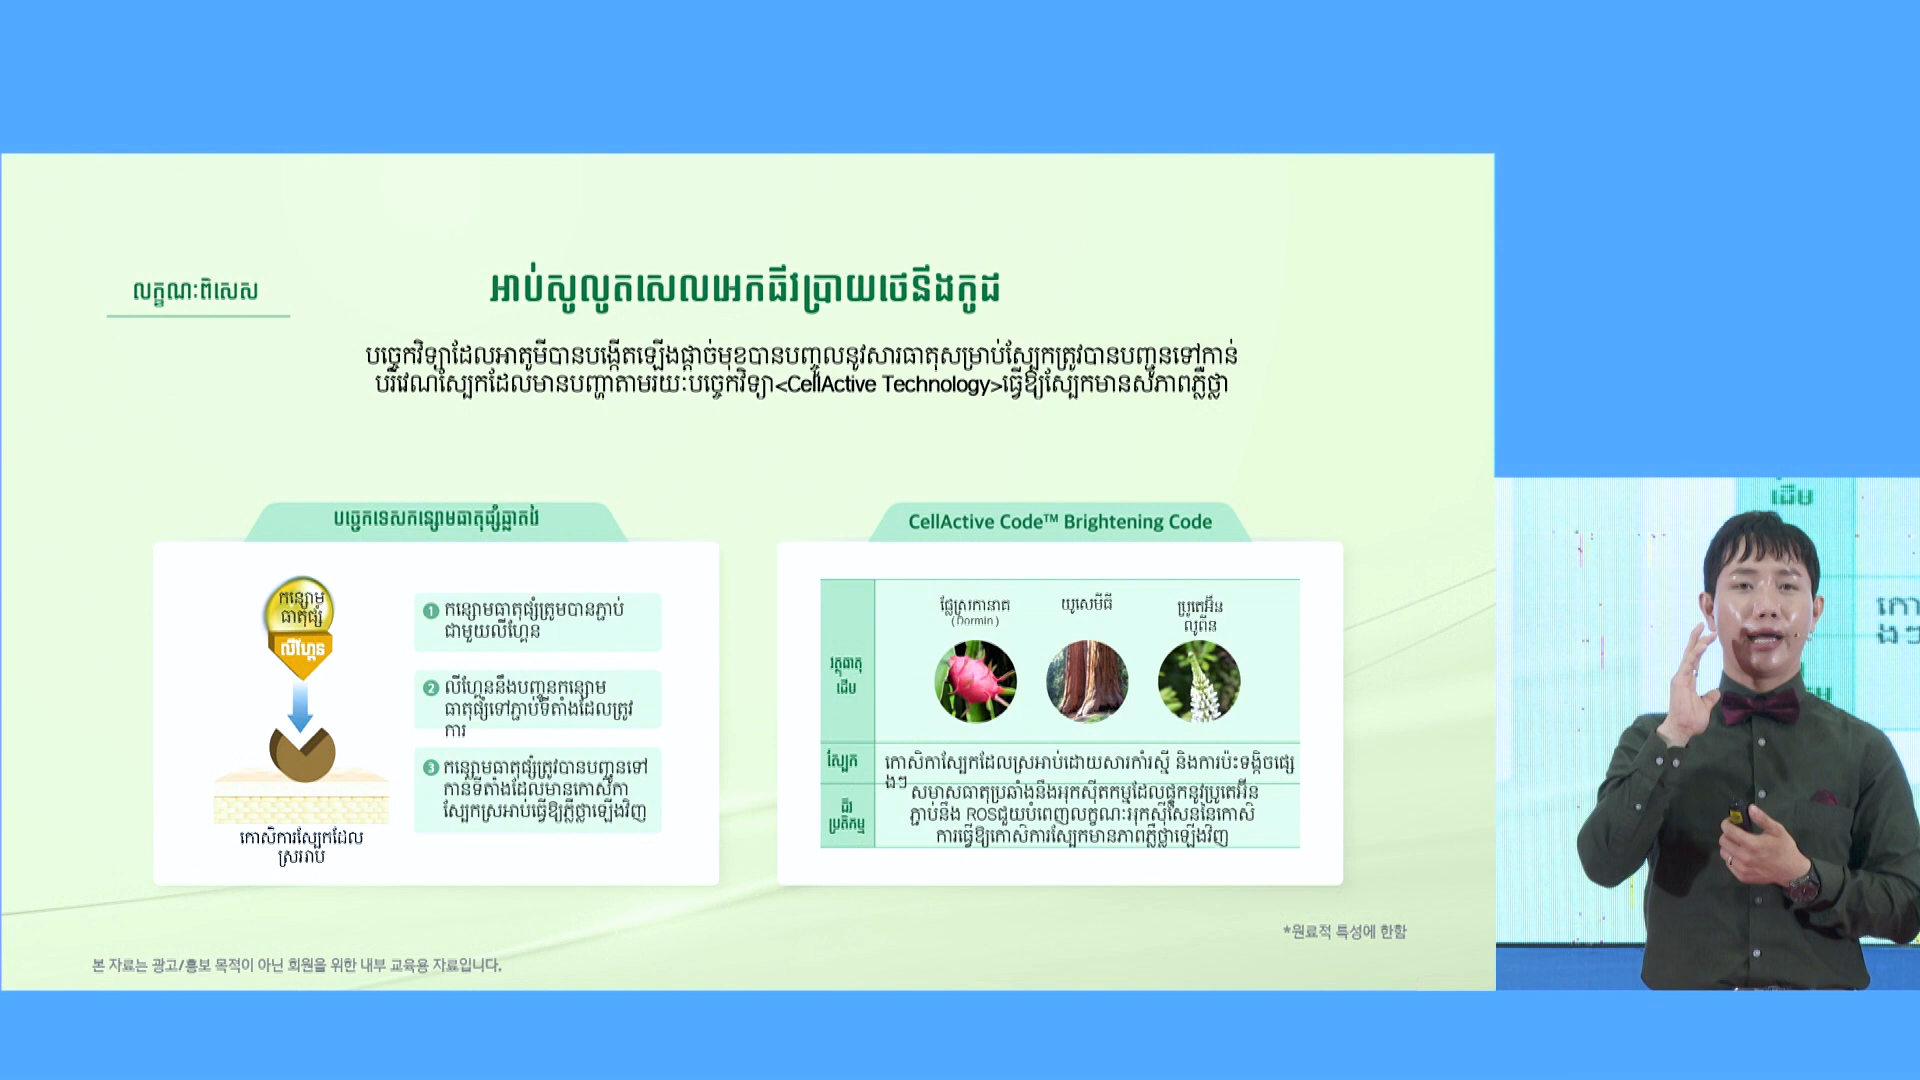 លក្ខណៈពិសេស
អាប់សូលូតសេលអេកធីវប្រាយថេនីងកូដ
បច្ចេកវិទ្យាដែលអាតូមីបានបង្កើតឡើងផ្តាច់មុខបានបញ្ចូលនូវសារធាតុសម្រាប់ស្បែកត្រូវបានបញ្ជូនទៅកាន់
បរិវេណស្បែកដែលមានបញ្ហាតាមរយៈបច្ចេកវិទ្យា<CellActive Technology>ធ្វើឱ្យស្បែកមានសភាពភ្លឺថ្លា
បច្ចេកទេសកន្សោមធាតុផ្សំឆ្លាតវៃ
កន្សោម
ធាតុផ្សំ
លីហ្គែន
កោសិការស្បែកដែល
ស្រអាប់
1 កន្សោមធាតុផ្សំត្រូមបានភ្ជាប់
ជាមួយលីហ្គែន
2 លីហ្គែននឹងបញ្ជូនកន្សោម
ធាតុផ្សំទៅភ្ជាប់ទីតាំងដែលត្រូវ
ការ
3 កន្សោមធាតុផ្សំត្រូវបានបញ្ជូនទៅ
កាន់ទីតាំងដែលមានកោសិកា
ស្បែកស្រអាប់ធ្វើឱ្យភ្លឺថ្លាឡើងវិញ
CellActive Code™ Brightening Code
វត្ថុធាតុ
ដើម
ផ្លែស្រកានាគ
(Dormin)
យូសេមីធី
ប្រូតេអ៊ីន
លូពីន
ស្បែក
កោសិកាស្បែកដែលស្រអាប់ដោយសារកាំរស្មី និងការប៉ះទង្គិចផ្សេ
ងៗ
ជីវ
ប្រតិកម្ម
សមាសធាតុប្រឆាំងនឹងអុកស៊ីតកម្មដែលផ្ទុកនូវប្រូតេអ៊ីន
ភ្ជាប់នឹង ROSជួយបំពេញលក្ខណៈអុកស៊ីសែននៃកោសិ
ការធ្វើឱ្យកោសិការស្បែកមានភាពភ្លឺថ្លាឡើងវិញ
*원료적 특성에 한함
본 자료는 광고/홍보 목적이 아닌 회원을 위한 내부 교육용 자료입니다.
ដើម
កោ
ងៗ